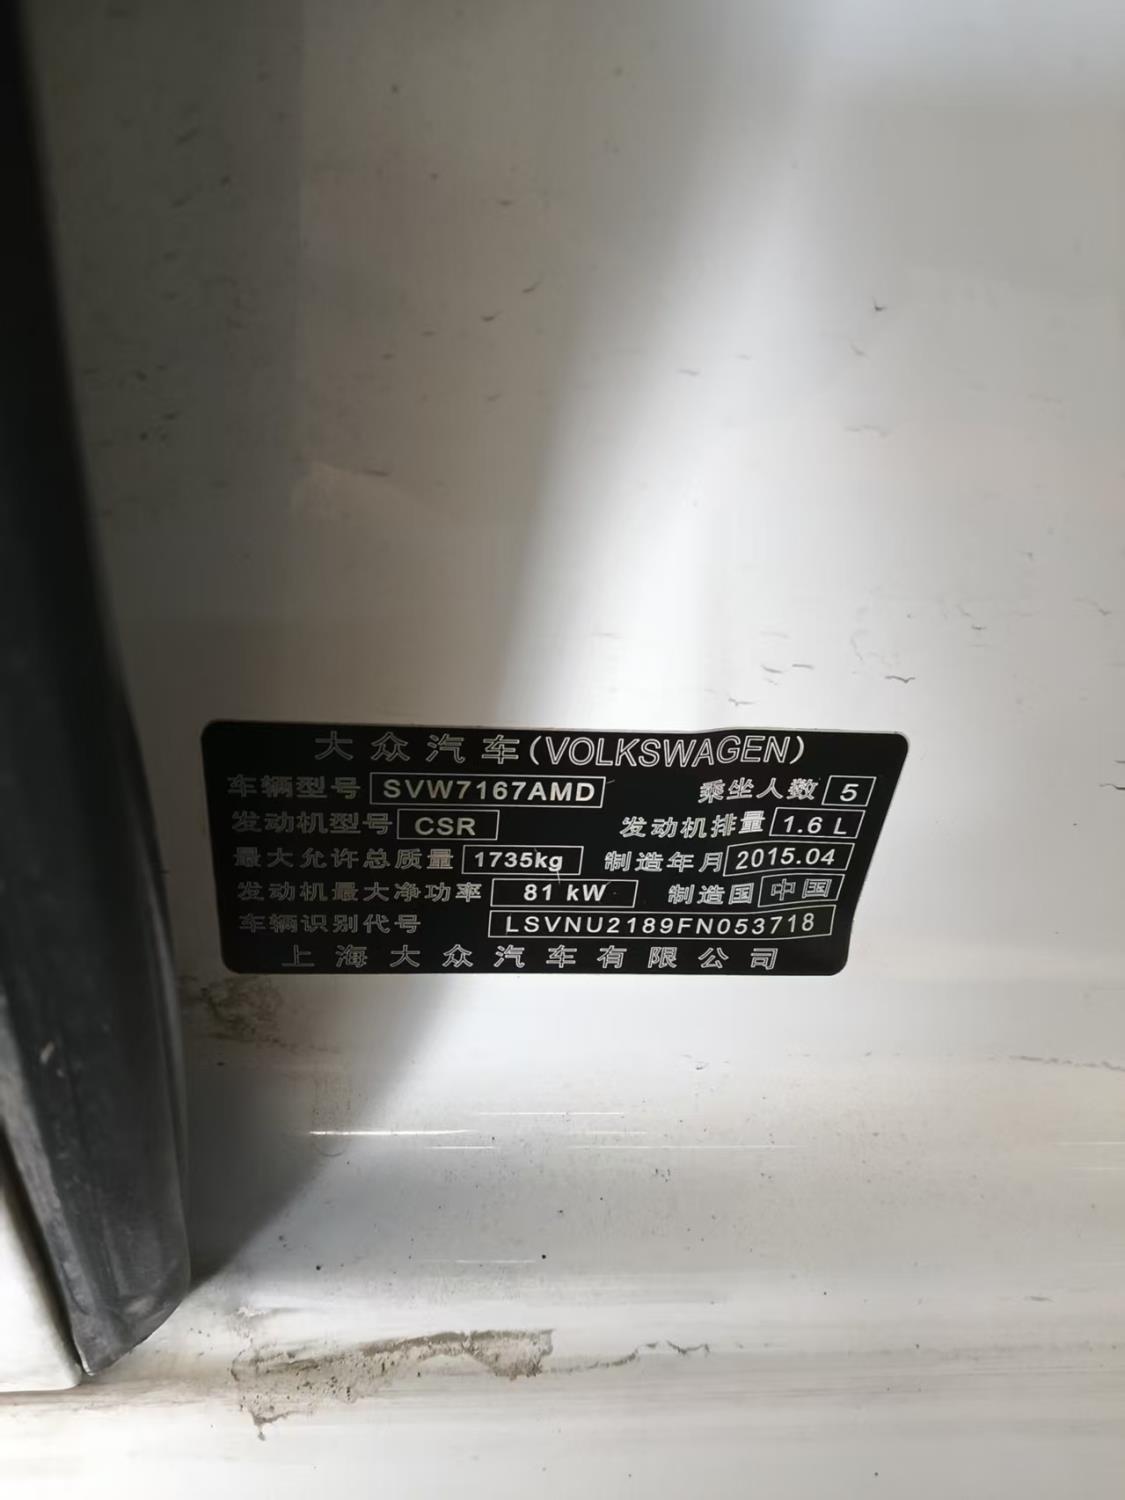 大众汽车(VOLKSWAGEN)
车辆型号 SVW7167AMD 乘坐人数 5
发动机型号 CSR 发动机排量 1.6 L
最大允许总质量 1735kg 制造年月 2015.04
发动机最大净功率 81 kW 制造国 中国
车辆识别代号 LSVNU2189FN053718
上海大众汽车有限公司